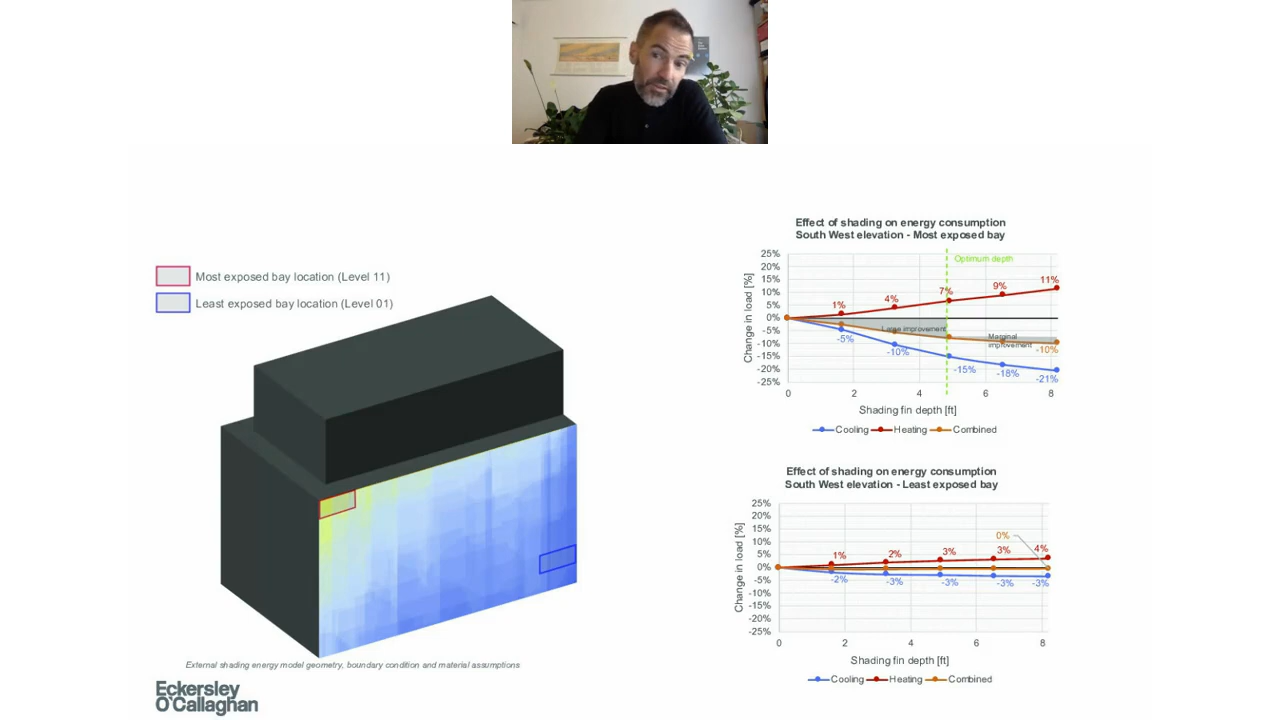 Most exposed bay location (Level 11)
Least exposed bay location (Level 01)
External shading energy model geometry, boundary condition and material assumptions
Eckersley
O'Callaghan
Effect of shading on energy consumption
South West elevation - Most exposed bay
Change in load [%]
25%
20%
15%
10%
5%
0%
-5%
-10%
-15%
-20%
-25%
Optimum depth
1%
4%
7%
9%
11%
Large improvement
Marginal
improvement
-10%
-5%
-10%
-15%
-18%
-21%
0 2 4 6 8
Shading fin depth [ft]
Cooling Heating Combined
Effect of shading on energy consumption
South West elevation - Least exposed bay
Change in load [%]
25%
20%
15%
10%
5%
0%
-5%
-10%
-15%
-20%
-25%
0%
1%
2%
3%
3%
4%
-2%
-3%
-3%
-3%
-3%
0 2 4 6 8
Shading fin depth [ft]
Cooling Heating Combined